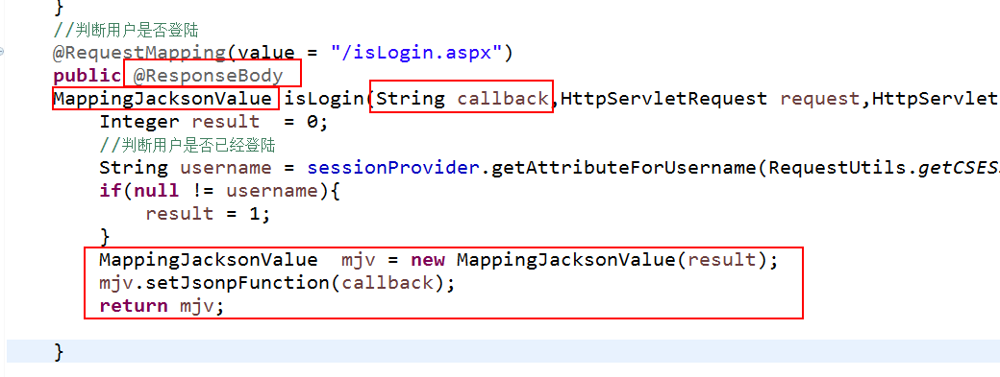 }
//判断用户是否登陆
@RequestMapping(value = "/isLogin.aspx")
public @ResponseBody
MappingJacksonValue isLogin(String callback,HttpServletRequest request,HttpServlet
Integer result = 0;
//判断用户是否已经登陆
String username = sessionProvider.getAttributeForUsername(RequestUtils.getCSES
if(null != username){
result = 1;
}
MappingJacksonValue mjv = new MappingJacksonValue(result);
mjv.setJsonpFunction(callback);
return mjv;
}